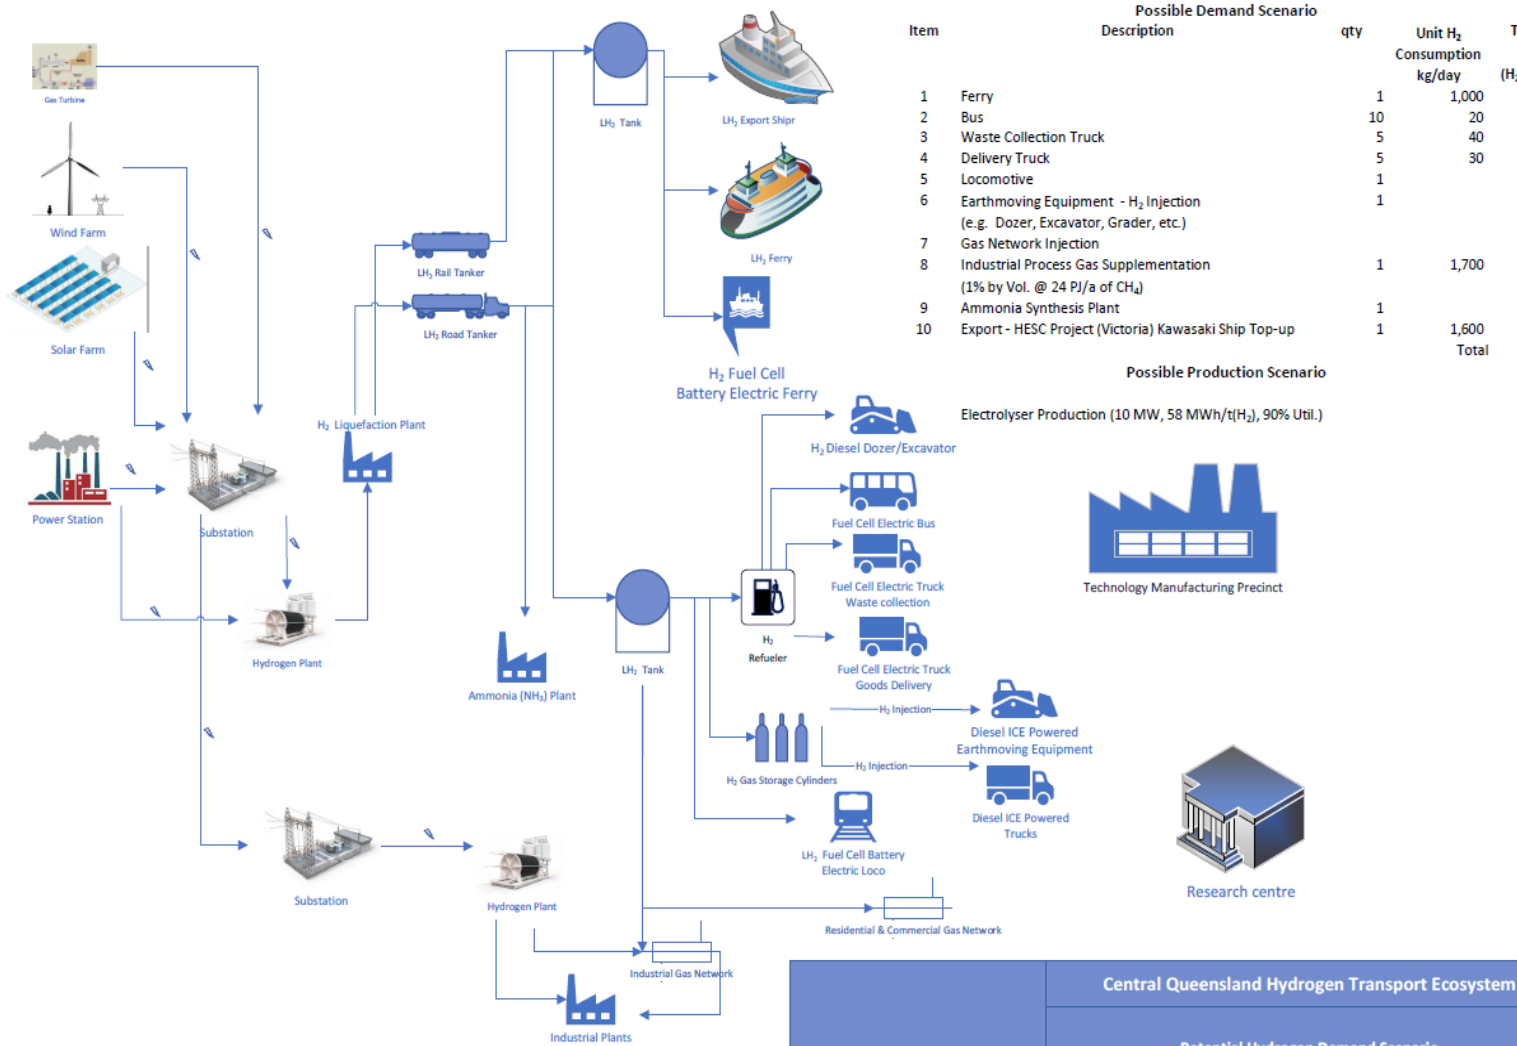 Possible Demand Scenario
Item Description qty Unit H₂ T
Consumption
kg/day (H₂
1 Ferry 1 1,000
2 Bus 10 20
3 Waste Collection Truck 5 40
4 Delivery Truck 5 30
5 Locomotive 1
6 Earthmoving Equipment - H₂ Injection 1
(e.g. Dozer, Excavator, Grader, etc.)
7 Gas Network Injection
8 Industrial Process Gas Supplementation 1 1,700
(1% by Vol. @ 24 PJ/a of CH₄)
9 Ammonia Synthesis Plant 1
10 Export - HESC Project (Victoria) Kawasaki Ship Top-up 1 1,600
Total
Possible Production Scenario
Electrolyser Production (10 MW, 58 MWh/t(H₂), 90% Util.)
Gas Turbine
Wind Farm
Solar Farm
Power Station
Substation
Hydrogen Plant
H₂ Liquefaction Plant
LH₂ Rail Tanker
LH₂ Road Tanker
LH₂ Tank
LH₂ Export Shipr
LH₂ Ferry
H₂ Fuel Cell
Battery Electric Ferry
H₂ Diesel Dozer/Excavator
Fuel Cell Electric Bus
Fuel Cell Electric Truck
Waste collection
H₂
Refueler
Fuel Cell Electric Truck
Goods Delivery
LH₂ Tank
Ammonia (NH₃) Plant
H₂ Injection
Diesel ICE Powered
Earthmoving Equipment
H₂ Gas Storage Cylinders
H₂ Injection
Diesel ICE Powered
Trucks
LH₂ Fuel Cell Battery
Electric Loco
Substation
Hydrogen Plant
Residential & Commercial Gas Network
Industrial Gas Network
Industrial Plants
Technology Manufacturing Precinct
Research centre
Central Queensland Hydrogen Transport Ecosystem
Potential Hydrogen Demand Scenario